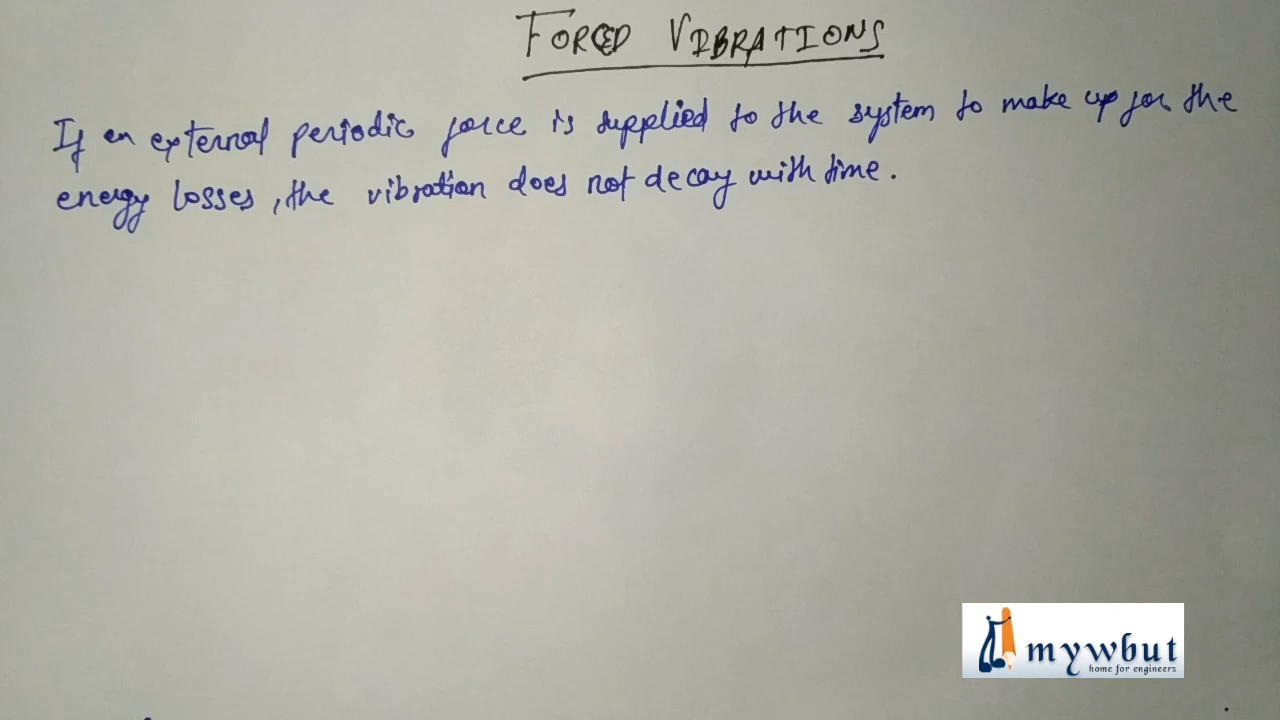 FORCED VIBRATIONS
If an external periodic force is supplied to the system to make up for the
energy losses, the vibration does not decay with time.
mywbut
home for engineers